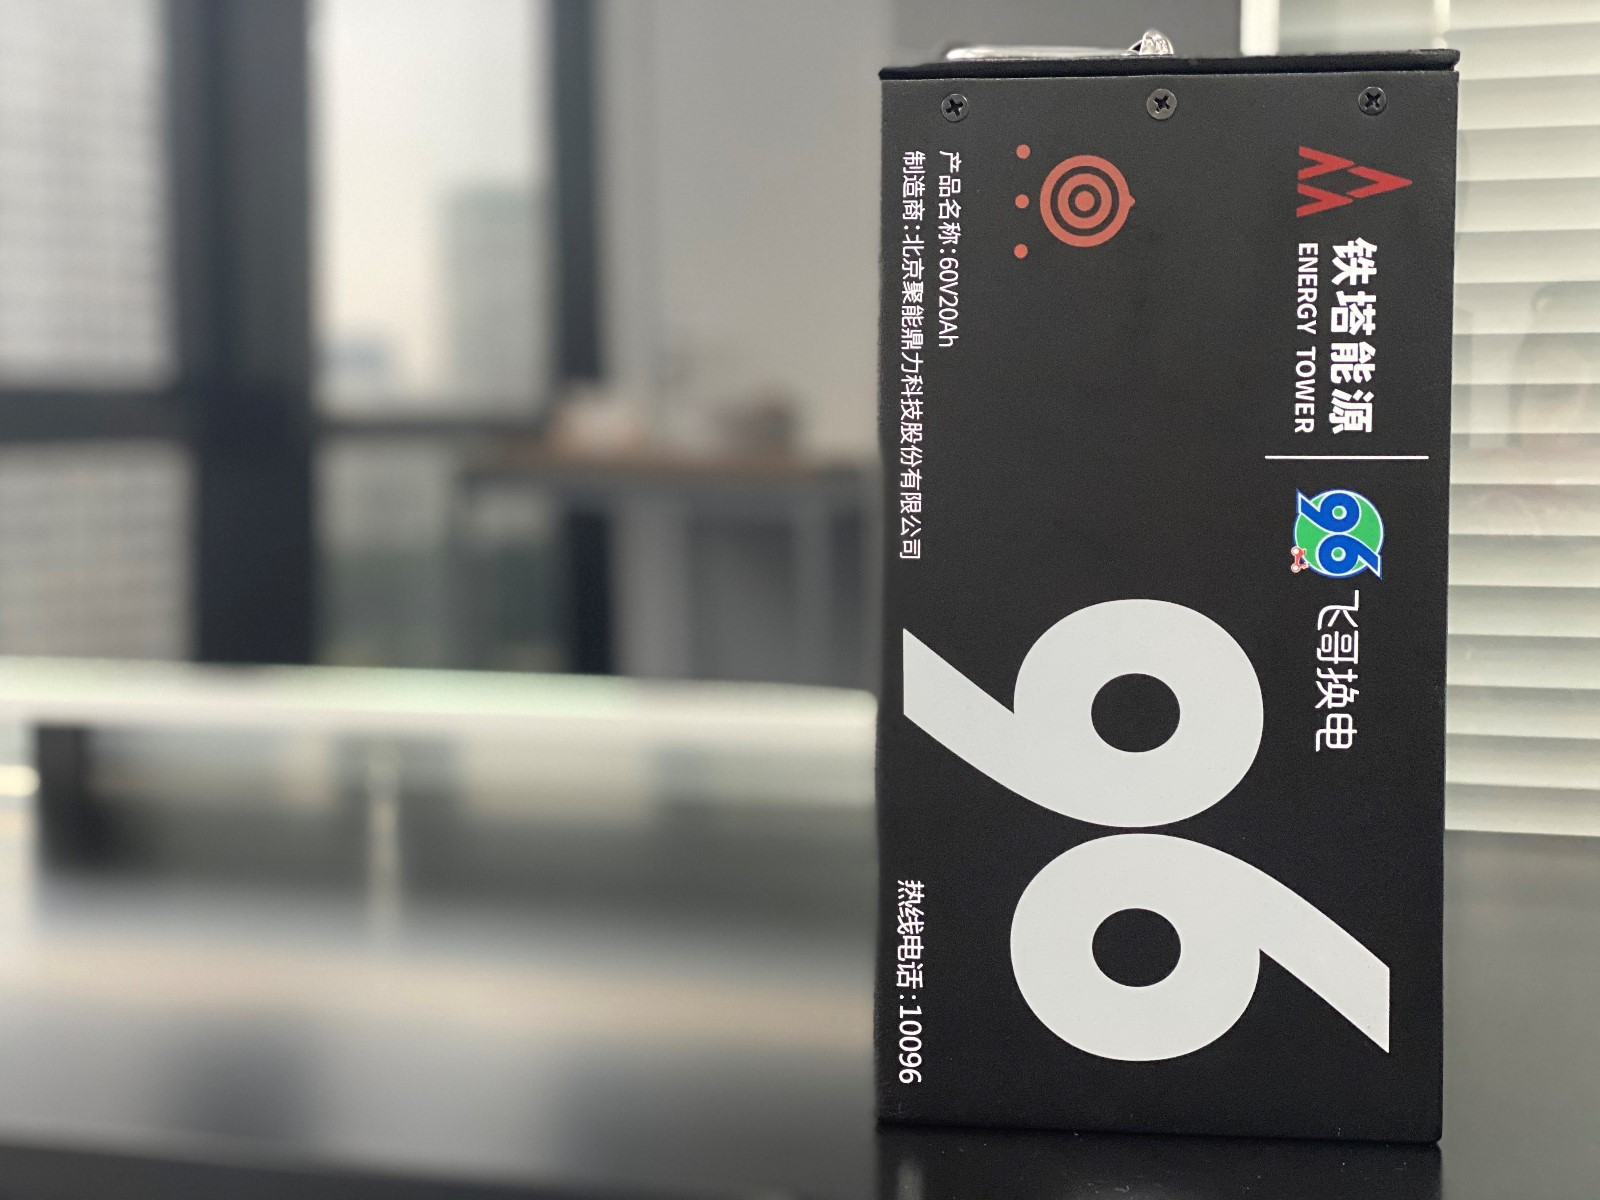 铁塔能源
ENERGY TOWER
96
飞哥换电
96
产品名称:60V20Ah
制造商:北京聚能鼎力科技股份有限公司
热线电话:10096